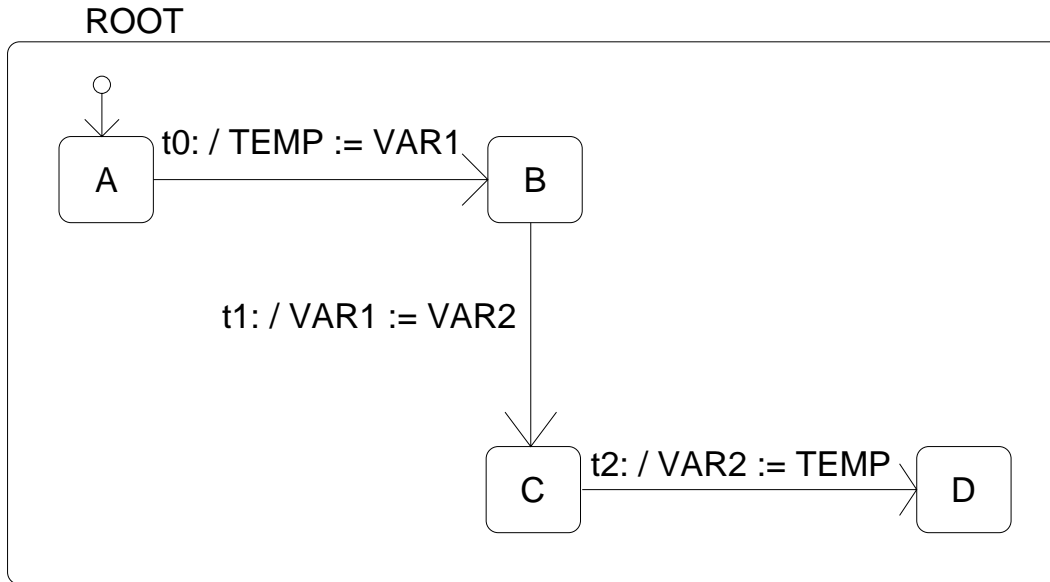 ROOT
t0: / TEMP := VAR1
A
B
t1: / VAR1 := VAR2
t2: / VAR2 := TEMP
C
D